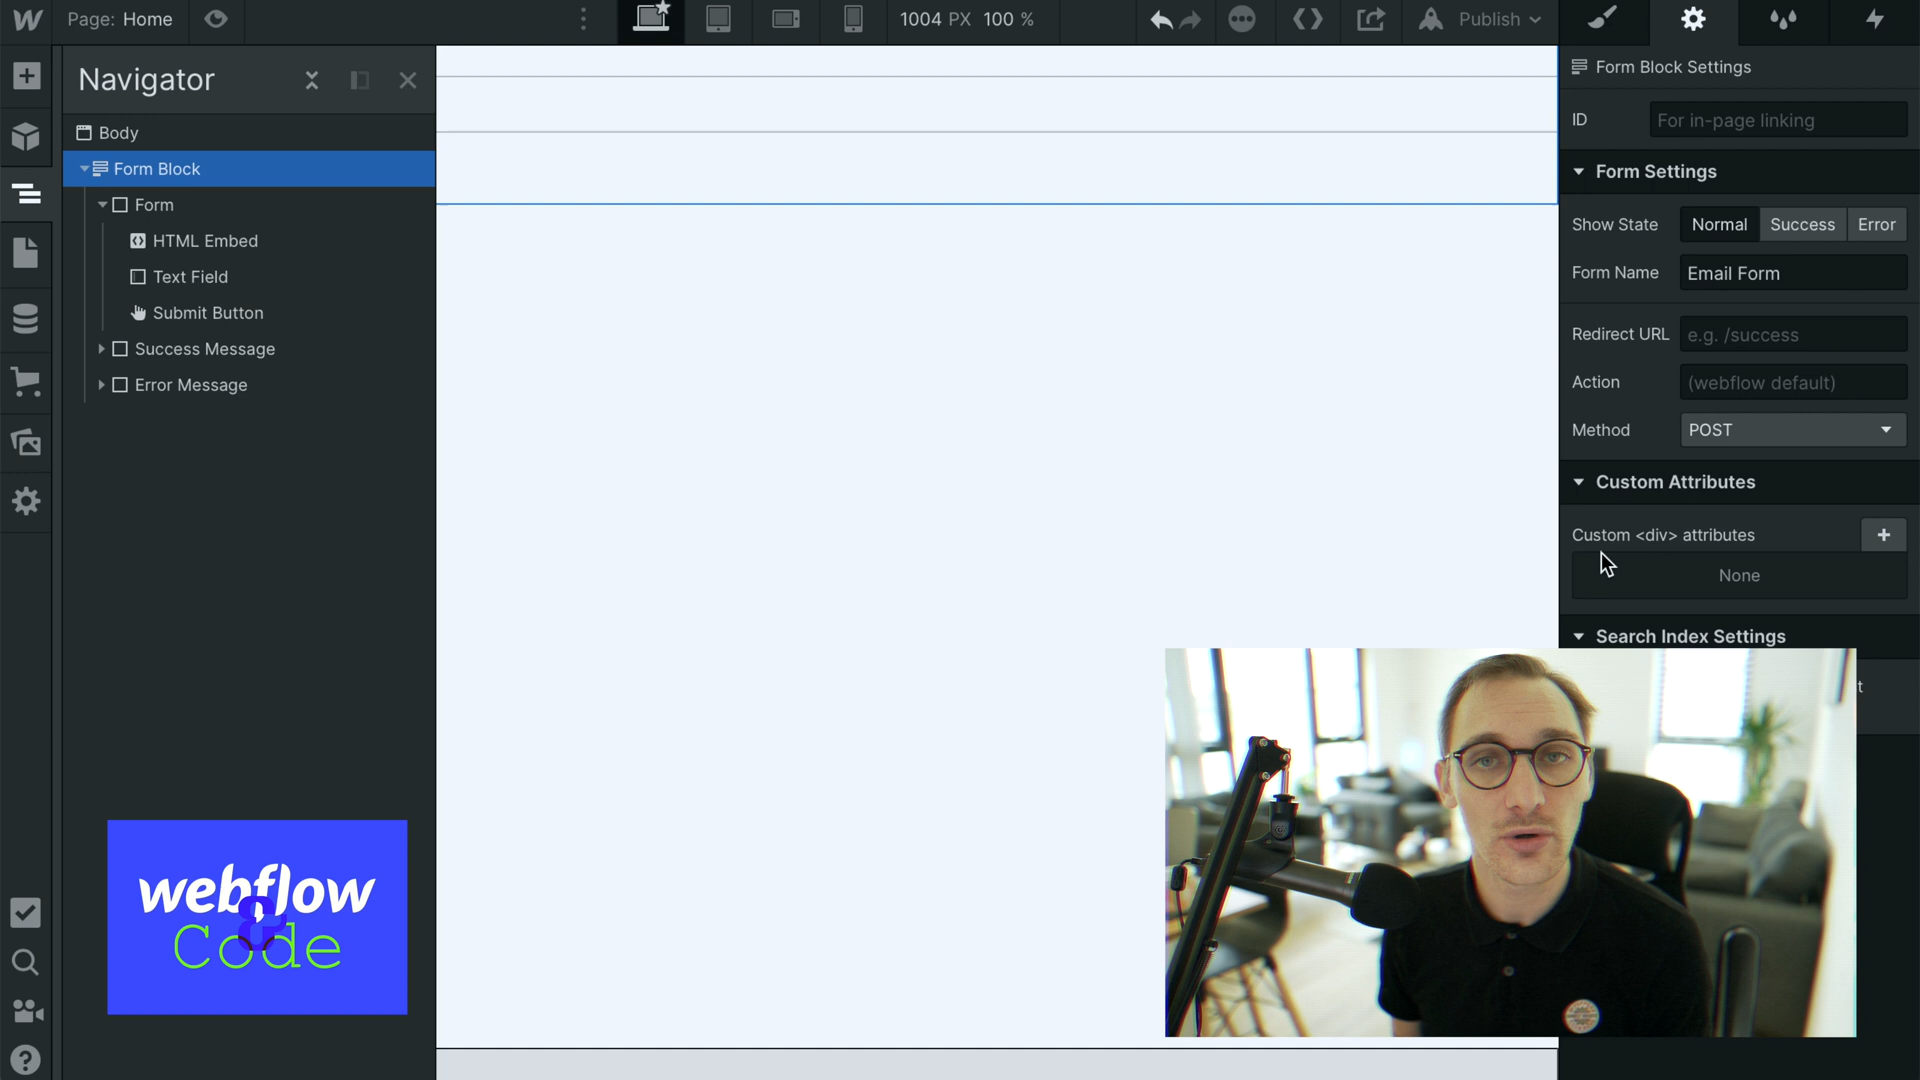 Page: Home
1004 PX 100 %
Publish
Navigator
Body
Form Block
Form
HTML Embed
Text Field
Submit Button
Success Message
Error Message
webflow
&
Code
Form Block Settings
ID
For in-page linking
Form Settings
Show State
Normal
Success
Error
Form Name
Email Form
Redirect URL
e.g. /success
Action
(webflow default)
Method
POST
Custom Attributes
Custom <div> attributes
None
Search Index Settings
t